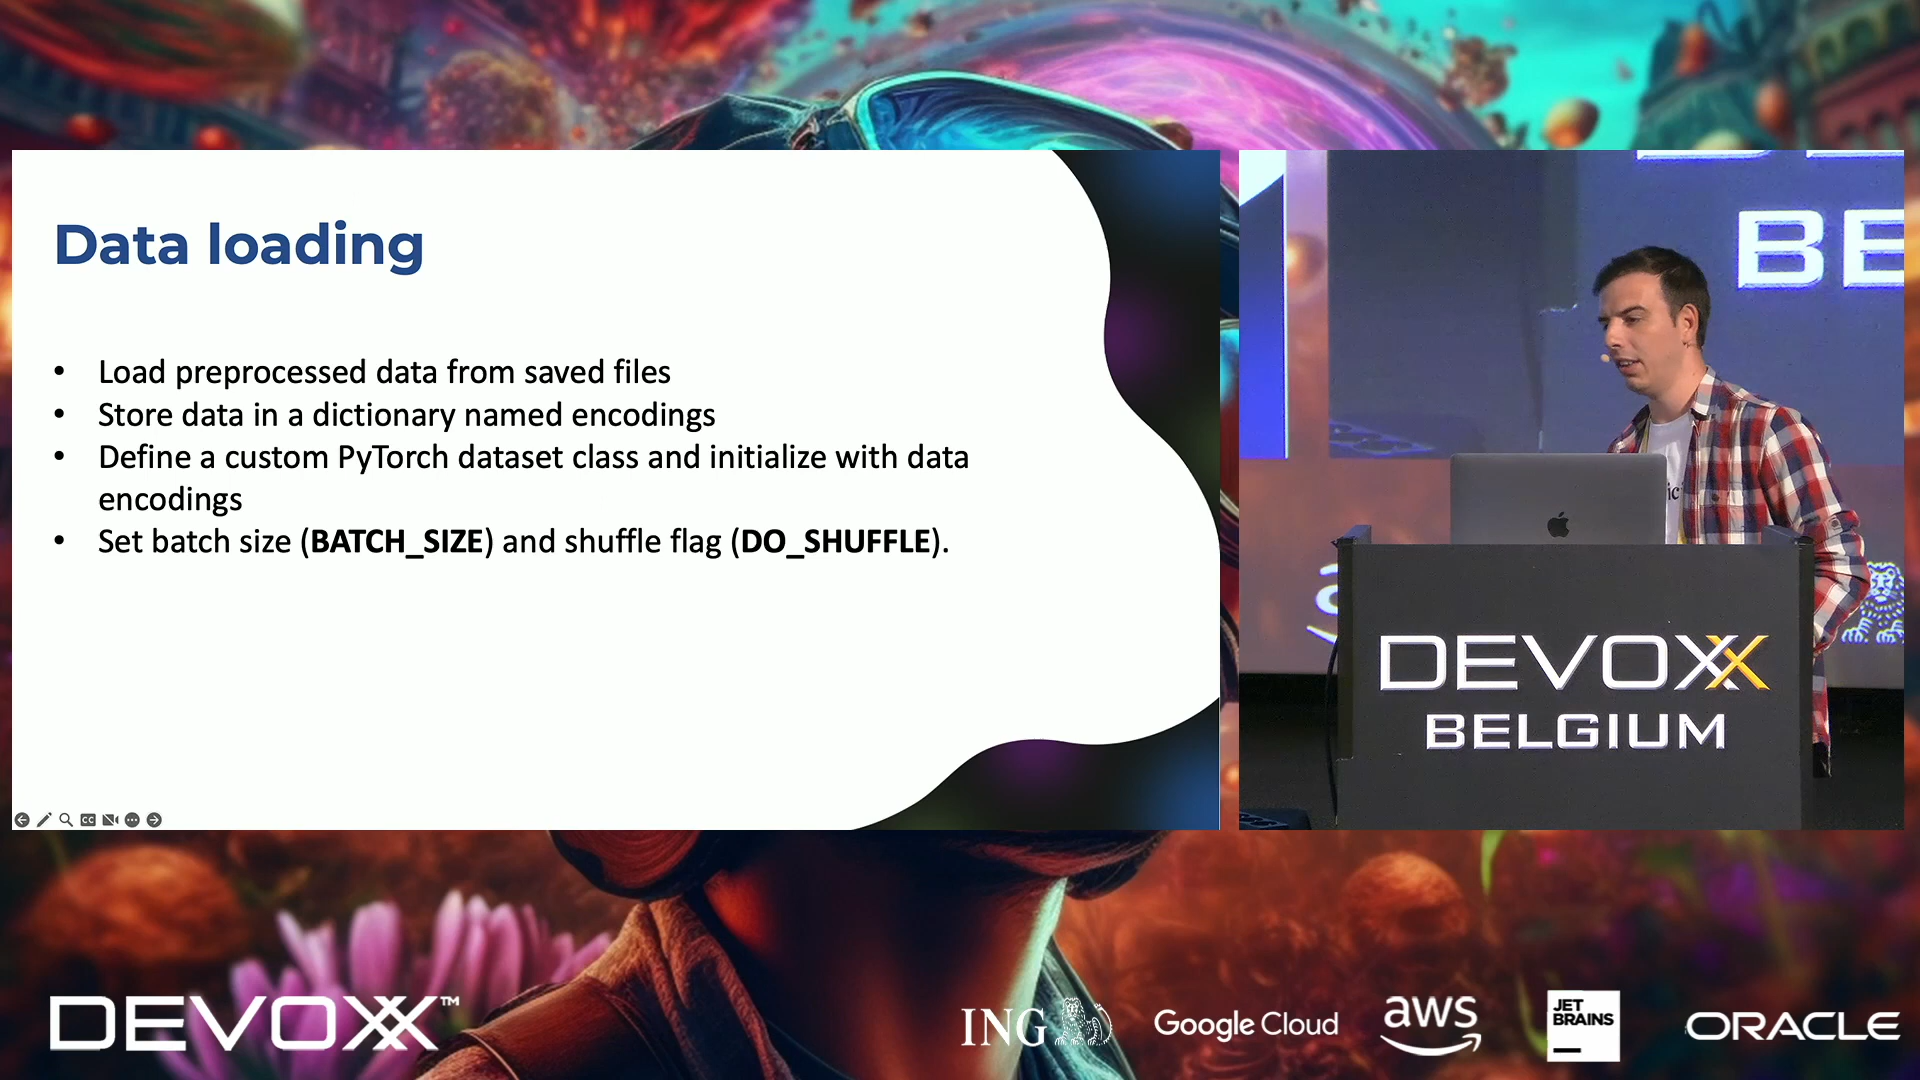 Data loading
• Load preprocessed data from saved files
• Store data in a dictionary named encodings
• Define a custom PyTorch dataset class and initialize with data
encodings
• Set batch size (BATCH_SIZE) and shuffle flag (DO_SHUFFLE).
CC
BE
DEVOXX
BELGIUM
DEVOXX™
ING
Google Cloud
aws
JET
BRAINS
ORACLE